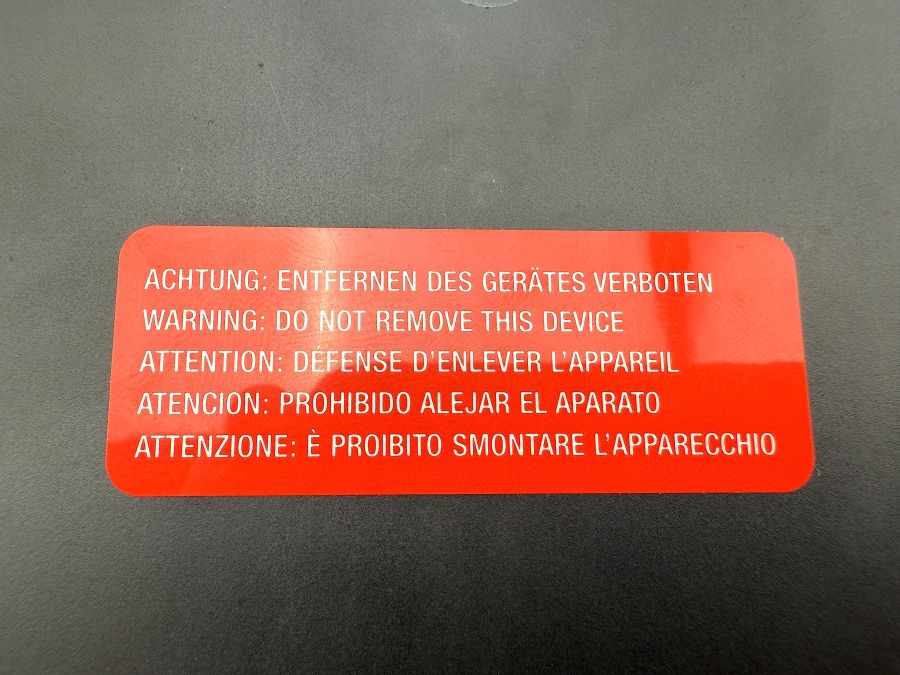 ACHTUNG: ENTFERNEN DES GERÄTES VERBOTEN
WARNING: DO NOT REMOVE THIS DEVICE
ATTENTION: DÉFENSE D'ENLEVER L'APPAREIL
ATENCION: PROHIBIDO ALEJAR EL APARATO
ATTENZIONE: È PROIBITO SMONTARE L'APPARECCHIO